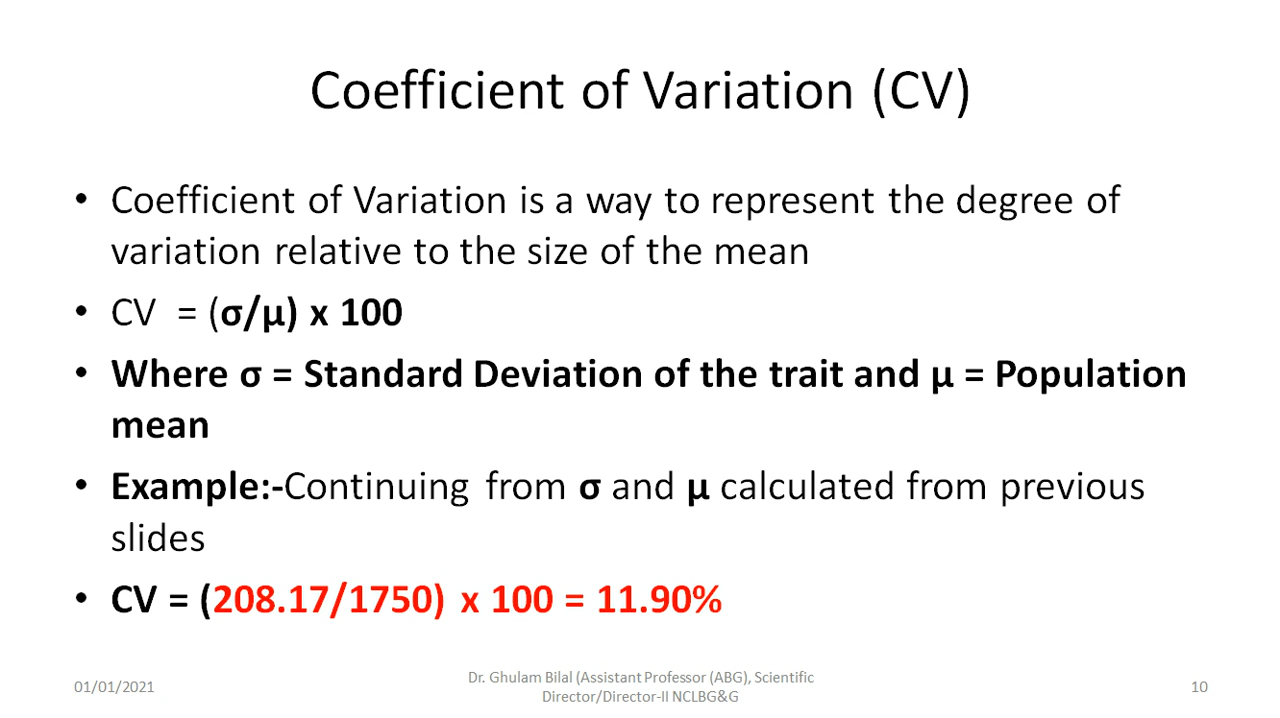 Coefficient of Variation (CV)
• Coefficient of Variation is a way to represent the degree of
variation relative to the size of the mean
• CV = (σ/μ) x 100
• Where σ = Standard Deviation of the trait and μ = Population
mean
• Example:-Continuing from σ and μ calculated from previous
slides
• CV = (208.17/1750) x 100 = 11.90%
01/01/2021
Dr. Ghulam Bilal (Assistant Professor (ABG), Scientific
Director/Director-II NCLBG&G
10